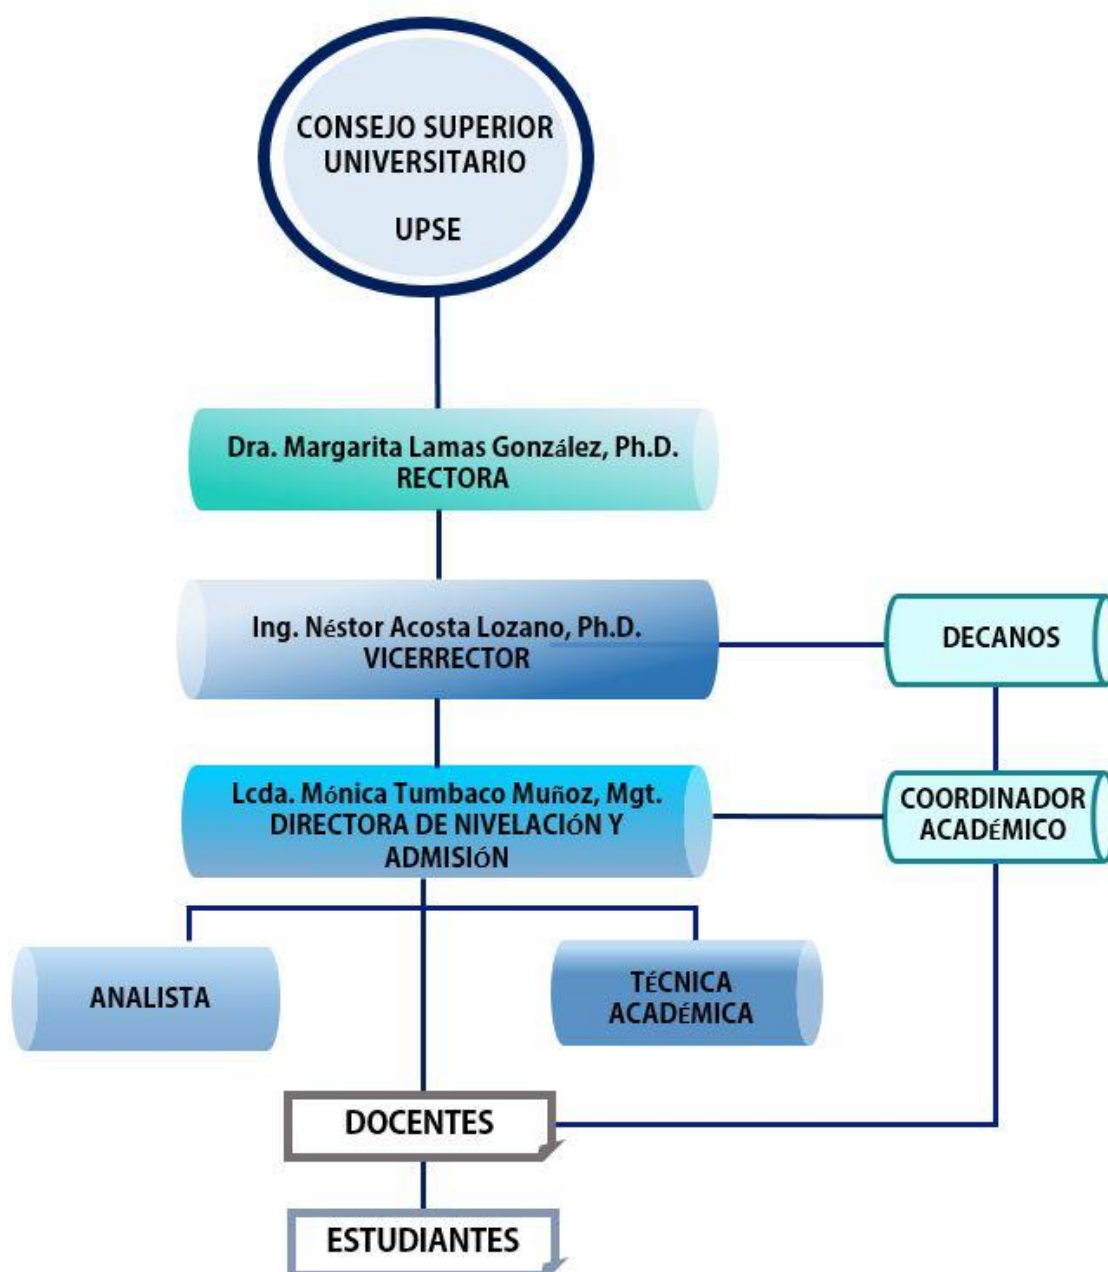 CONSEJO SUPERIOR
UNIVERSITARIO
UPSE
Dra. Margarita Lamas González, Ph.D.
RECTORA
Ing. Néstor Acosta Lozano, Ph.D.
VICERRECTOR
DECANOS
Lcda. Mónica Tumbaco Muñoz, Mgt.
DIRECTORA DE NIVELACIÓN Y
ADMISIÓN
COORDINADOR
ACADÉMICO
ANALISTA
TÉCNICA
ACADÉMICA
DOCENTES
ESTUDIANTES